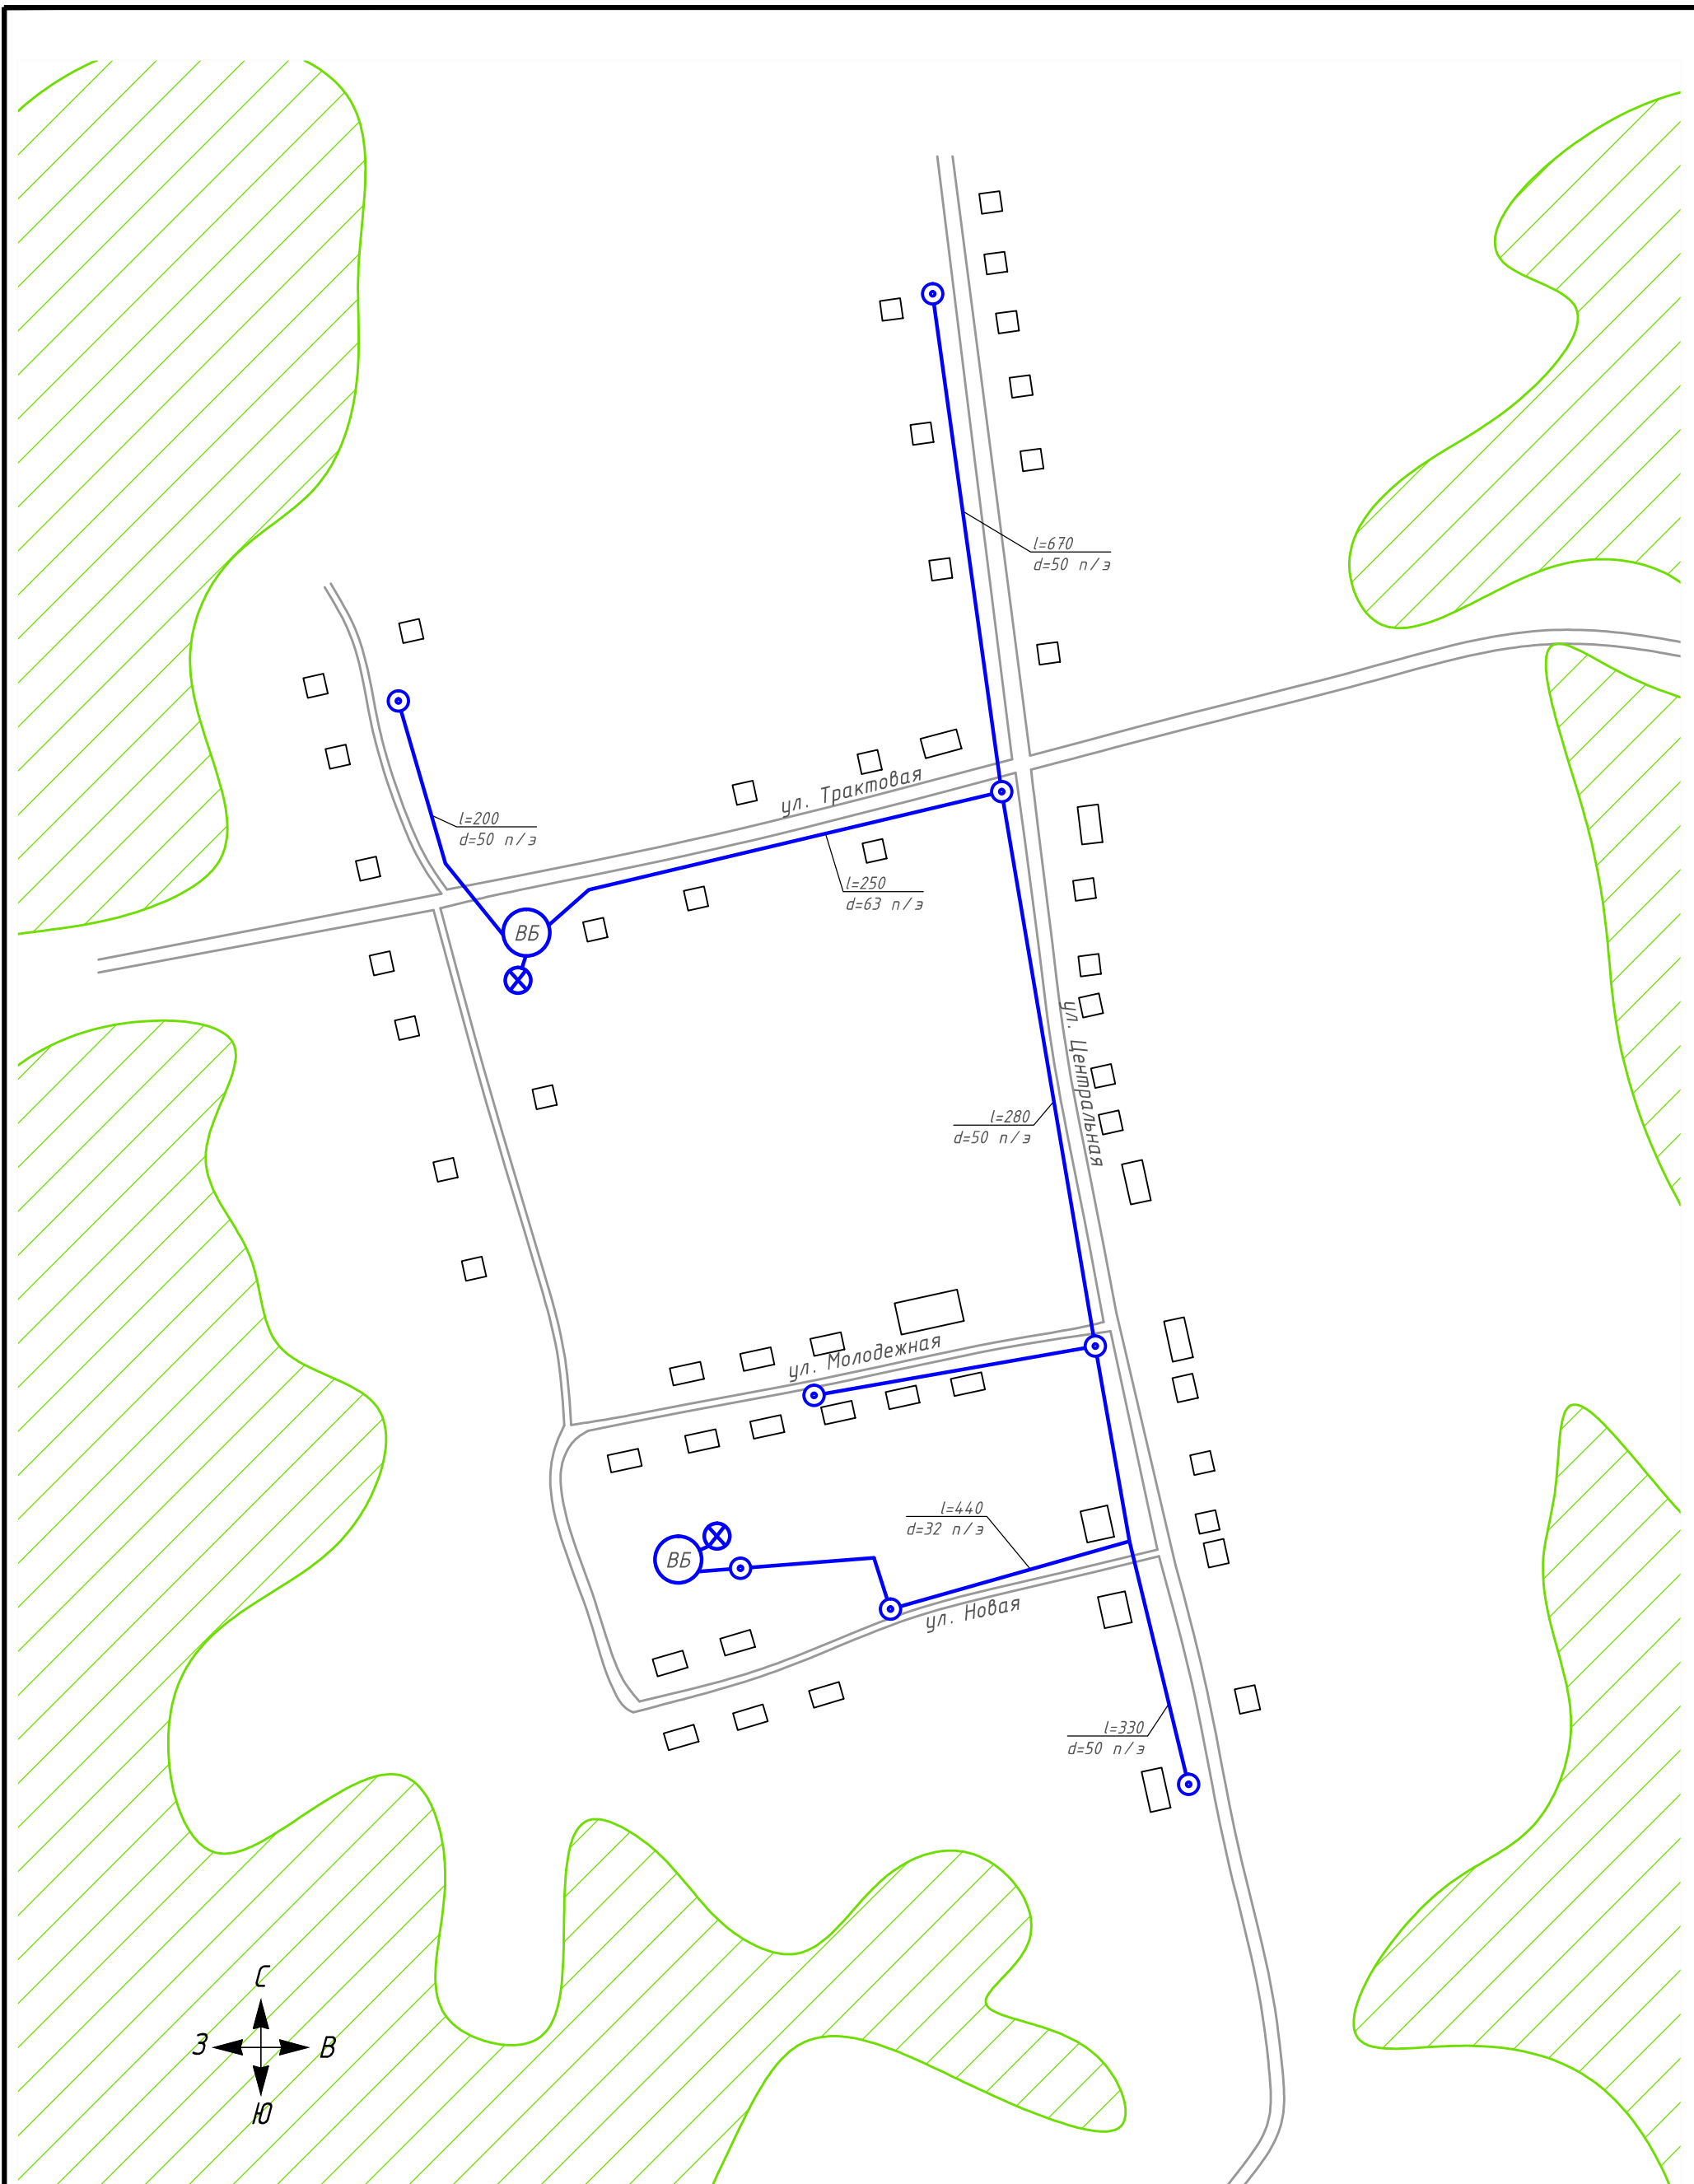 l=670
d=50 п/э
ул. Трактовая
l=200
d=50 п/э
l=250
d=63 п/э
ВБ
ул. Центральная
l=280
d=50 п/э
ул. Молодежная
l=440
d=32 п/э
ВБ
ул. Новая
l=330
d=50 п/э
С
З
В
Ю